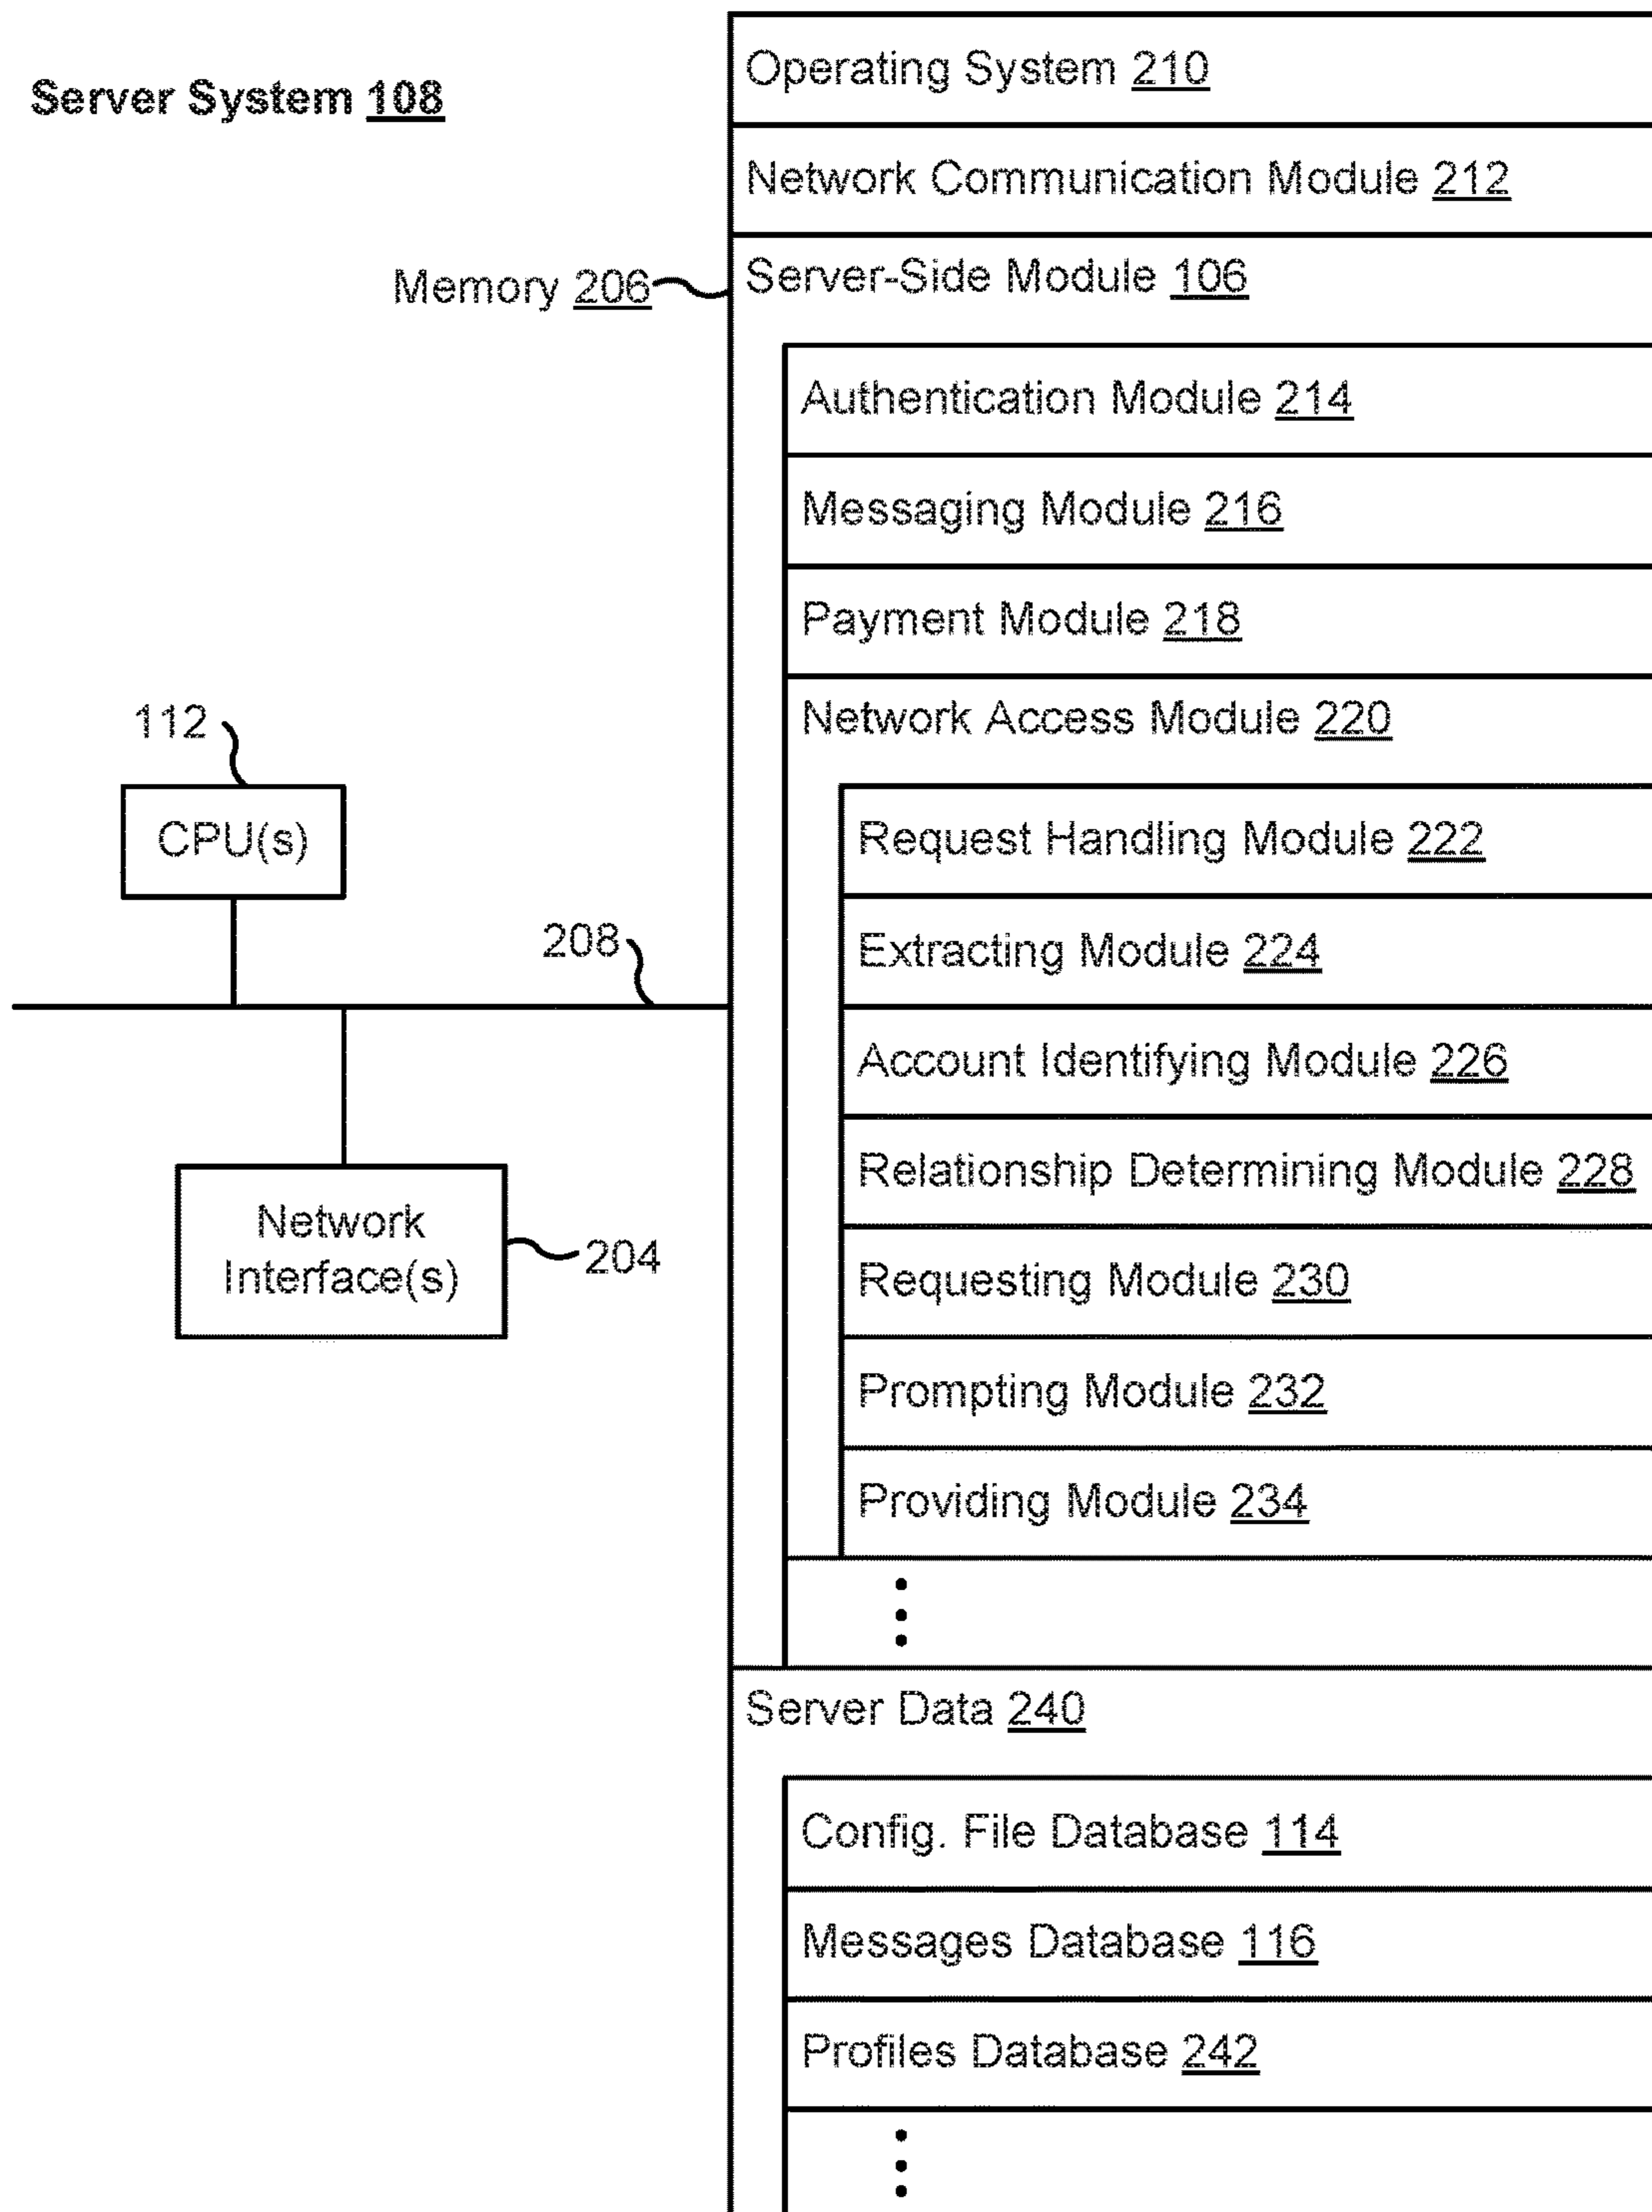 Server System 108
Operating System 210
Network Communication Module 212
Memory 206
Server-Side Module 106
Authentication Module 214
Messaging Module 216
Payment Module 218
Network Access Module 220
112
CPU(s)
Request Handling Module 222
208
Extracting Module 224
Account Identifying Module 226
Relationship Determining Module 228
Network
Interface(s)
204
Requesting Module 230
Prompting Module 232
Providing Module 234
Server Data 240
Config. File Database 114
Messages Database 116
Profiles Database 242